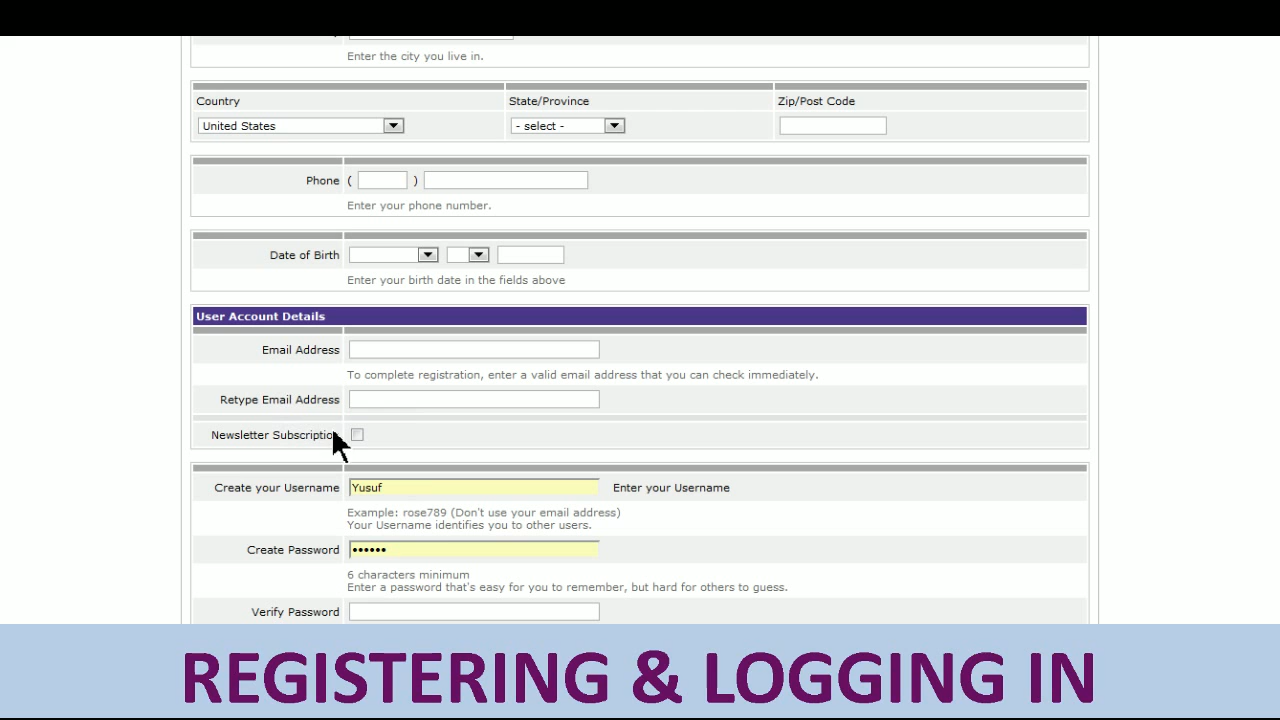 Enter the city you live in.
Country State/Province Zip/Post Code
United States - select -
Phone ( )
Enter your phone number.
Date of Birth
Enter your birth date in the fields above
User Account Details
Email Address
To complete registration, enter a valid email address that you can check immediately.
Retype Email Address
Newsletter Subscription
Create your Username Yusuf Enter your Username
Example: rose789 (Don't use your email address)
Your Username identifies you to other users.
Create Password ••••••
6 characters minimum
Enter a password that's easy for you to remember, but hard for others to guess.
Verify Password
REGISTERING & LOGGING IN